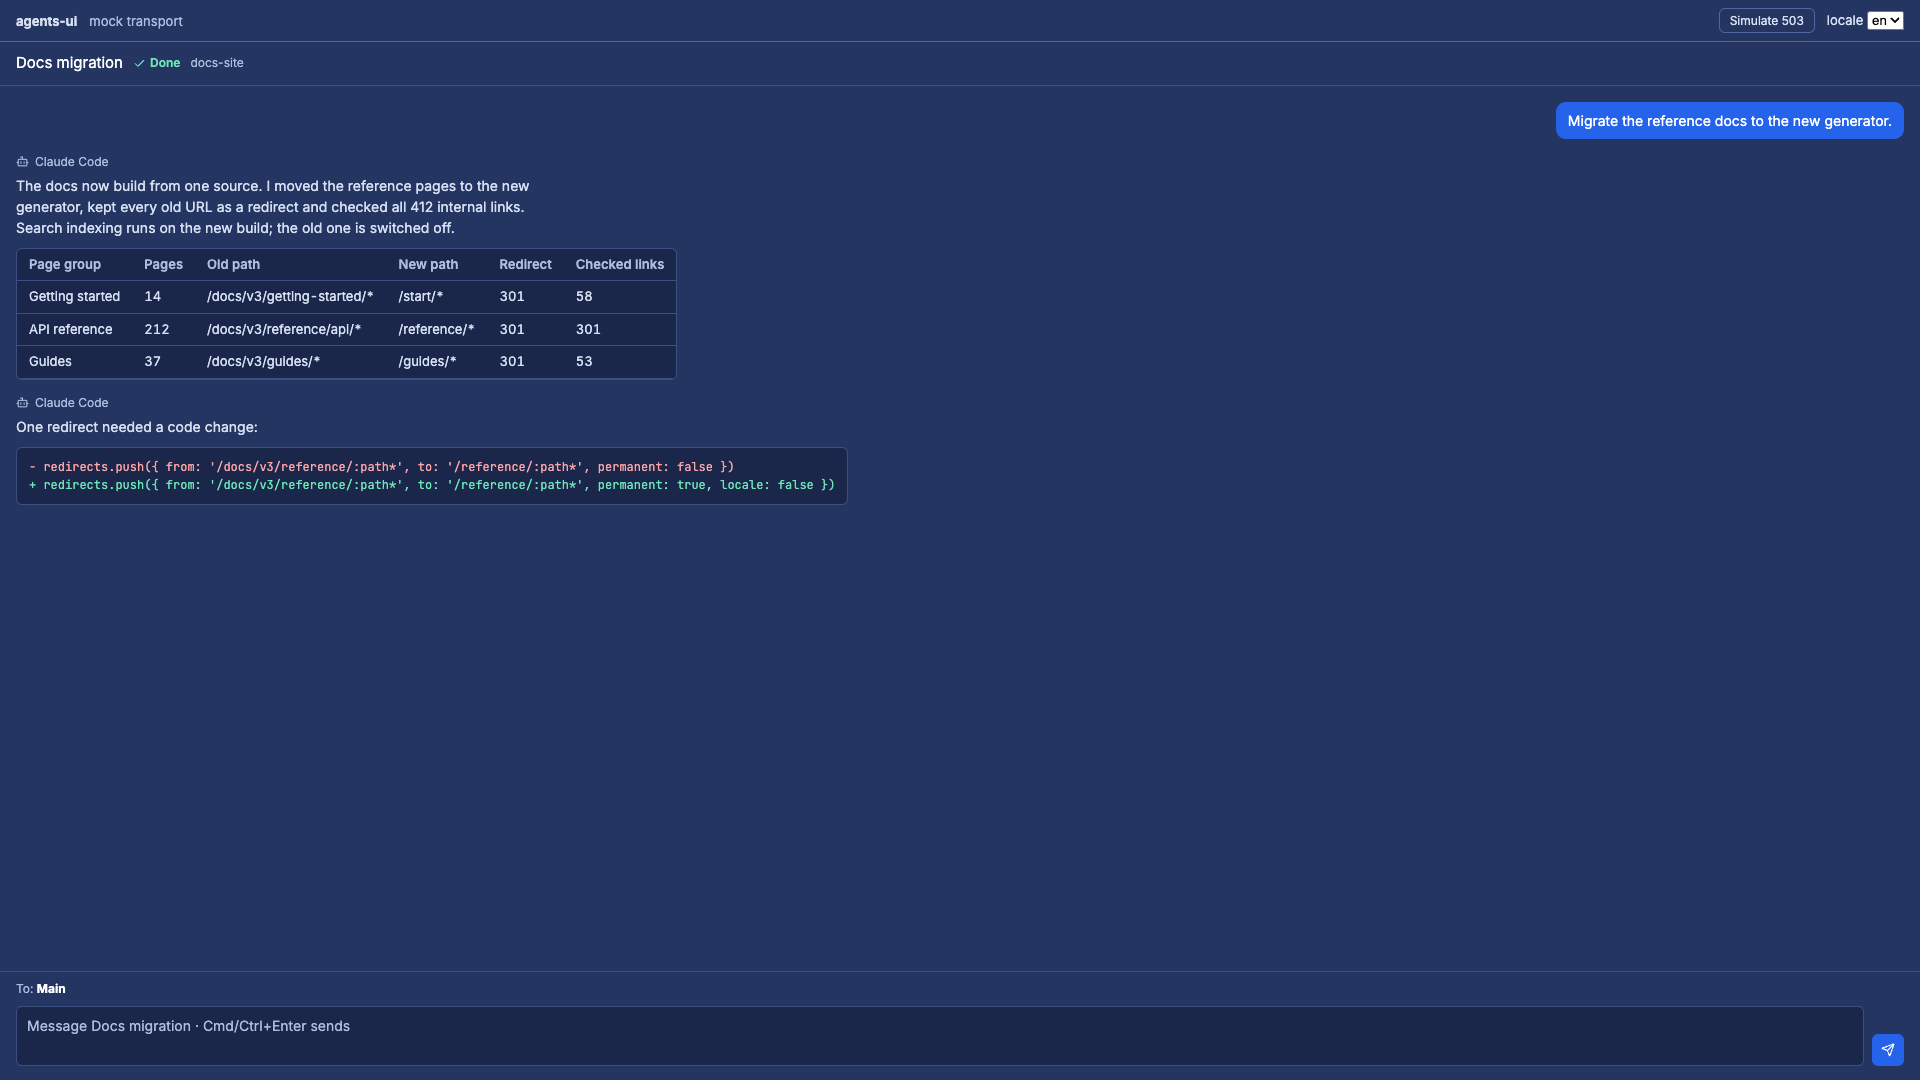 agents-ui mock transport Simulate 503 locale en
Docs migration Done docs-site
Migrate the reference docs to the new generator.
Claude Code
The docs now build from one source. I moved the reference pages to the new
generator, kept every old URL as a redirect and checked all 412 internal links.
Search indexing runs on the new build; the old one is switched off.
Page group Pages Old path New path Redirect Checked links
Getting started 14 /docs/v3/getting-started/* /start/* 301 58
API reference 212 /docs/v3/reference/api/* /reference/* 301 301
Guides 37 /docs/v3/guides/* /guides/* 301 53
Claude Code
One redirect needed a code change:
- redirects.push({ from: '/docs/v3/reference/:path*', to: '/reference/:path*', permanent: false })
+ redirects.push({ from: '/docs/v3/reference/:path*', to: '/reference/:path*', permanent: true, locale: false })
To: Main
Message Docs migration · Cmd/Ctrl+Enter sends